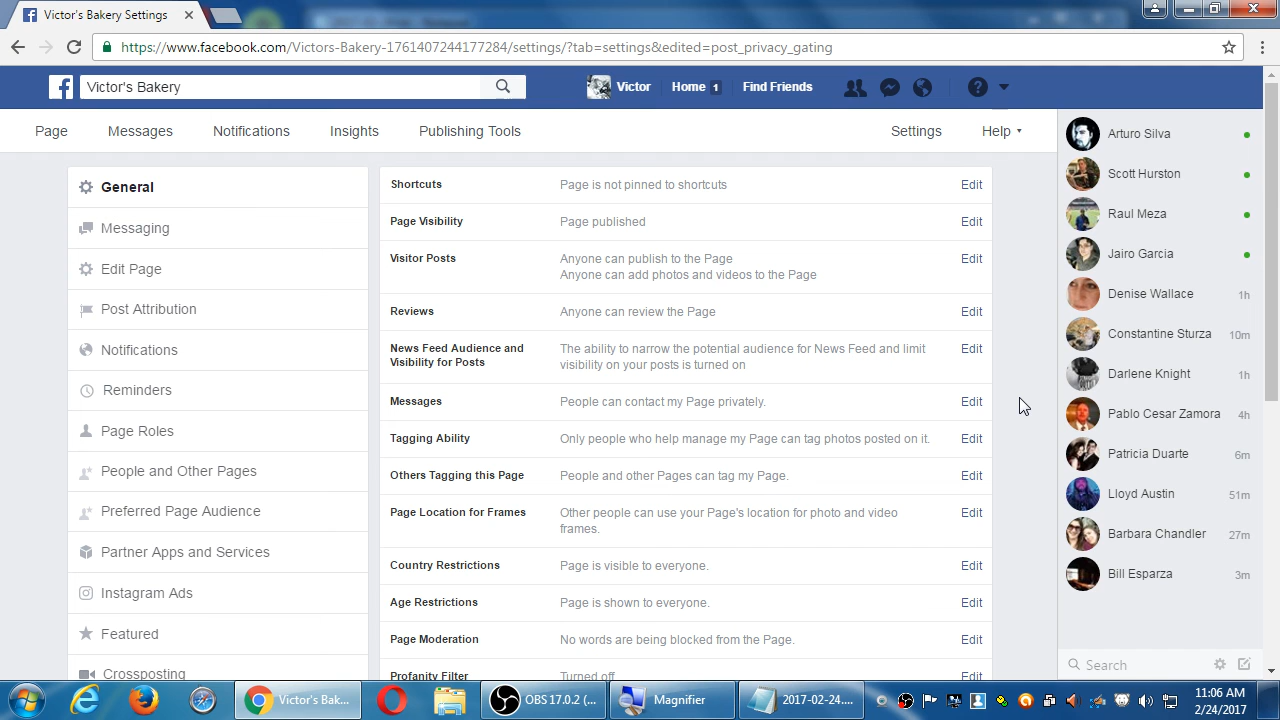 Victor's Bakery Settings
https://www.facebook.com/Victors-Bakery-1761407244177284/settings/?tab=settings&edited=post_privacy_gating
Victor's Bakery
Victor
Home 1
Find Friends
Page
Messages
Notifications
Insights
Publishing Tools
Settings
Help
General
Messaging
Edit Page
Post Attribution
Notifications
Reminders
Page Roles
People and Other Pages
Preferred Page Audience
Partner Apps and Services
Instagram Ads
Featured
Crossposting
Shortcuts Page is not pinned to shortcuts Edit
Page Visibility Page published Edit
Visitor Posts Anyone can publish to the Page Edit
Anyone can add photos and videos to the Page
Reviews Anyone can review the Page Edit
News Feed Audience and The ability to narrow the potential audience for News Feed and limit Edit
Visibility for Posts visibility on your posts is turned on
Messages People can contact my Page privately. Edit
Tagging Ability Only people who help manage my Page can tag photos posted on it. Edit
Others Tagging this Page People and other Pages can tag my Page. Edit
Page Location for Frames Other people can use your Page's location for photo and video Edit
frames.
Country Restrictions Page is visible to everyone. Edit
Age Restrictions Page is shown to everyone. Edit
Page Moderation No words are being blocked from the Page. Edit
Profanity Filter Turned off Edit
Arturo Silva
Scott Hurston
Raul Meza
Jairo Garcia
Denise Wallace 1h
Constantine Sturza 10m
Darlene Knight 1h
Pablo Cesar Zamora 4h
Patricia Duarte 6m
Lloyd Austin 51m
Barbara Chandler 27m
Bill Esparza 3m
Search
Victor's Bak...
OBS 17.0.2 (...
Magnifier
2017-02-24....
11:06 AM
2/24/2017